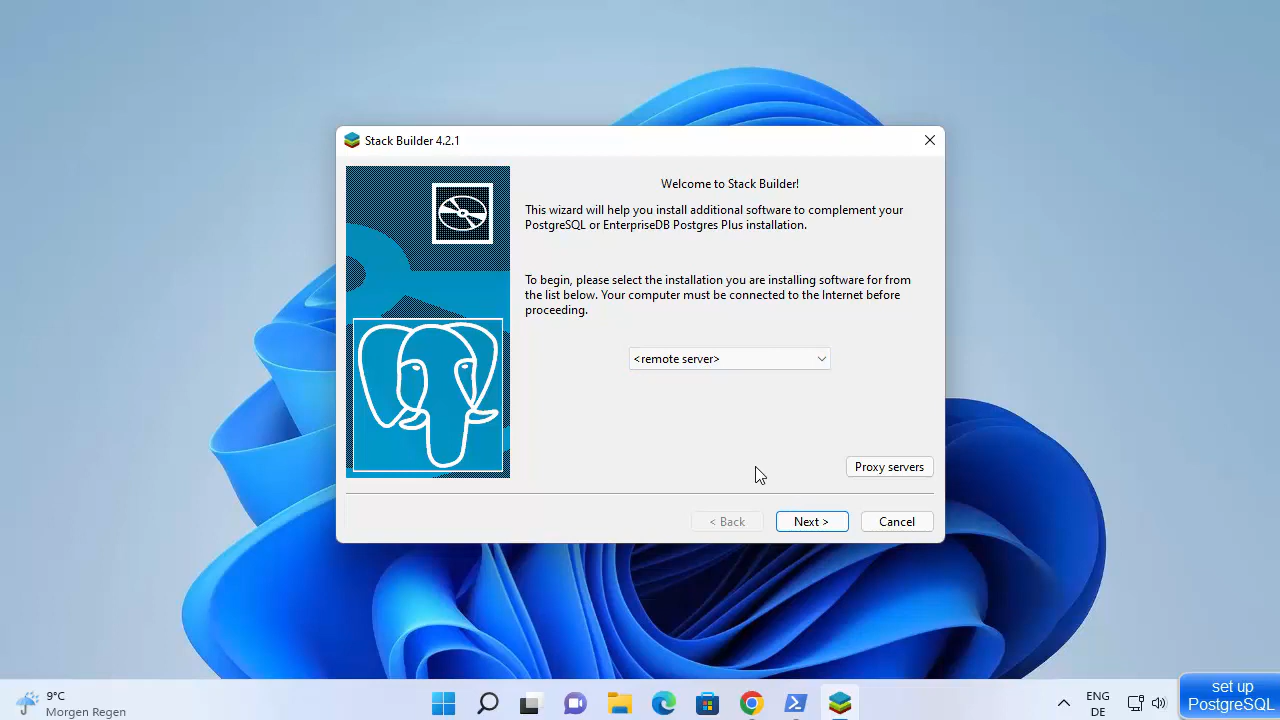 Stack Builder 4.2.1
Welcome to Stack Builder!
This wizard will help you install additional software to complement your
PostgreSQL or EnterpriseDB Postgres Plus installation.
To begin, please select the installation you are installing software for from
the list below. Your computer must be connected to the Internet before
proceeding.
<remote server>
Proxy servers
< Back
Next >
Cancel
9°C
Morgen Regen
ENG
DE
set up
PostgreSQL